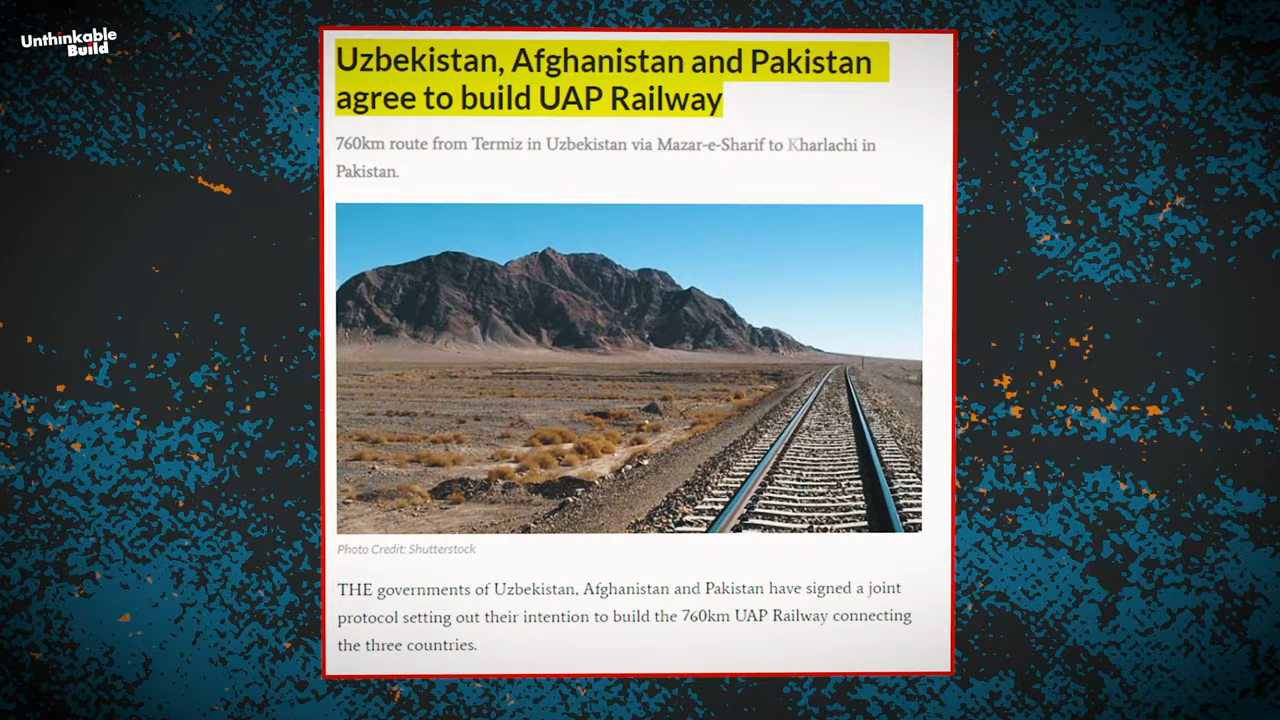 Unthinkable
Build
Uzbekistan, Afghanistan and Pakistan
agree to build UAP Railway
760km route from Termiz in Uzbekistan via Mazar-e-Sharif to Kharlachi in
Pakistan.
Photo Credit: Shutterstock
THE governments of Uzbekistan, Afghanistan and Pakistan have signed a joint
protocol setting out their intention to build the 760km UAP Railway connecting
the three countries.